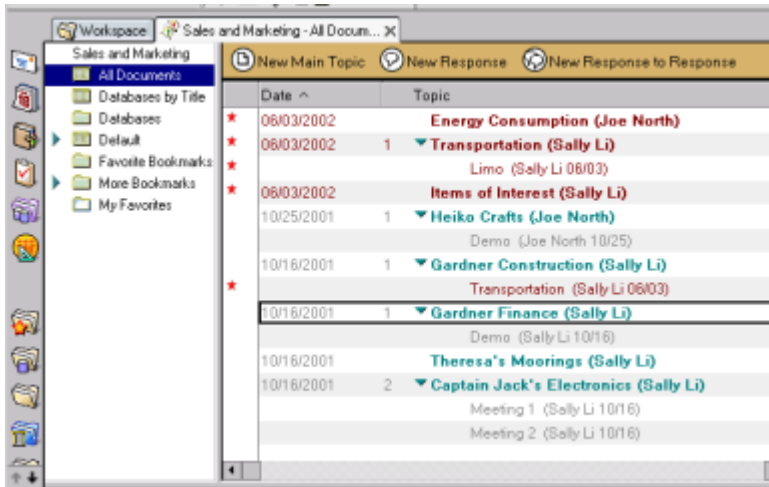 Workspace Sales and Marketing - All Docum...
Sales and Marketing
All Documents
Databases by Title
Databases
Default
Favorite Bookmarks
More Bookmarks
My Favorites
New Main Topic New Response New Response to Response
Date Topic
06/03/2002 Energy Consumption (Joe North)
06/03/2002 1 Transportation (Sally Li)
Limo (Sally Li 06/03)
06/03/2002 Items of Interest (Sally Li)
10/25/2001 1 Heiko Crafts (Joe North)
Demo (Joe North 10/25)
10/16/2001 1 Gardner Construction (Sally Li)
Transportation (Sally Li 06/03)
10/16/2001 1 Gardner Finance (Sally Li)
Demo (Sally Li 10/16)
10/16/2001 Theresa's Moorings (Sally Li)
10/16/2001 2 Captain Jack's Electronics (Sally Li)
Meeting 1 (Sally Li 10/16)
Meeting 2 (Sally Li 10/16)